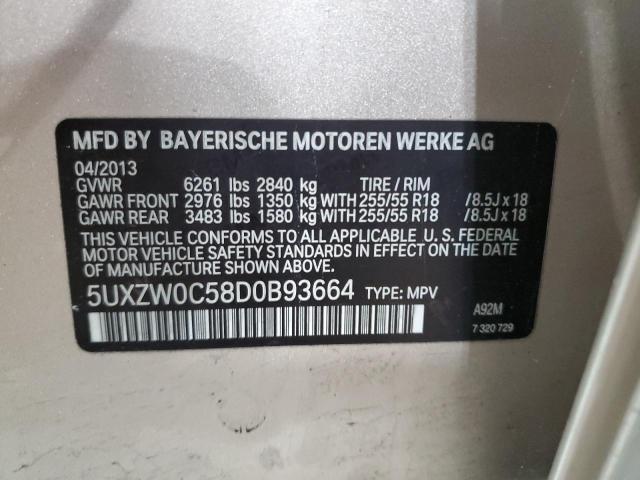 MFD BY BAYERISCHE MOTOREN WERKE AG
04/2013
GVWR 6261 lbs 2840 kg TIRE / RIM
GAWR FRONT 2976 lbs 1350 kg WITH 255/55 R18 /8.5J x 18
GAWR REAR 3483 lbs 1580 kg WITH 255/55 R18 /8.5J x 18
THIS VEHICLE CONFORMS TO ALL APPLICABLE U. S. FEDERAL
MOTOR VEHICLE SAFETY STANDARDS IN EFFECT ON THE
DATE OF MANUFACTURE SHOWN ABOVE.
5UXZW0C58D0B93664 TYPE: MPV
A92M
7 320 729